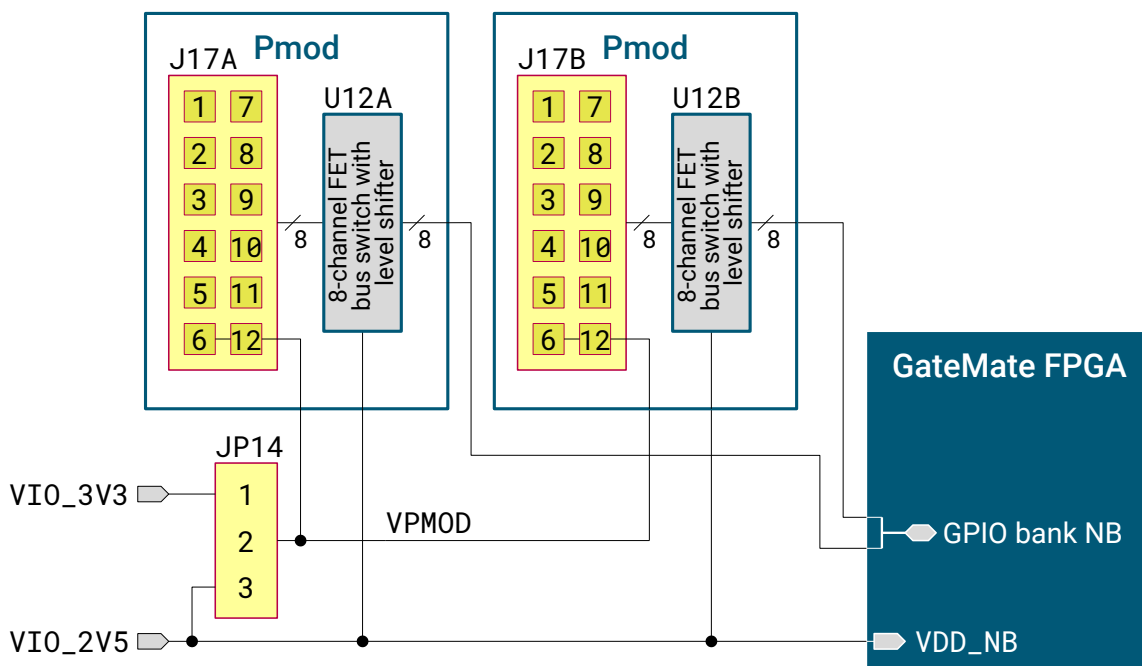 Pmod
J17A
U12A
1 7
2 8
3 9
4 10
5 11
6 12
8-channel FET
bus switch with
level shifter
8
8
Pmod
J17B
U12B
1 7
2 8
3 9
4 10
5 11
6 12
8-channel FET
bus switch with
level shifter
8
8
GateMate FPGA
JP14
VIO_3V3
1
2
3
VPMOD
GPIO bank NB
VIO_2V5
VDD_NB